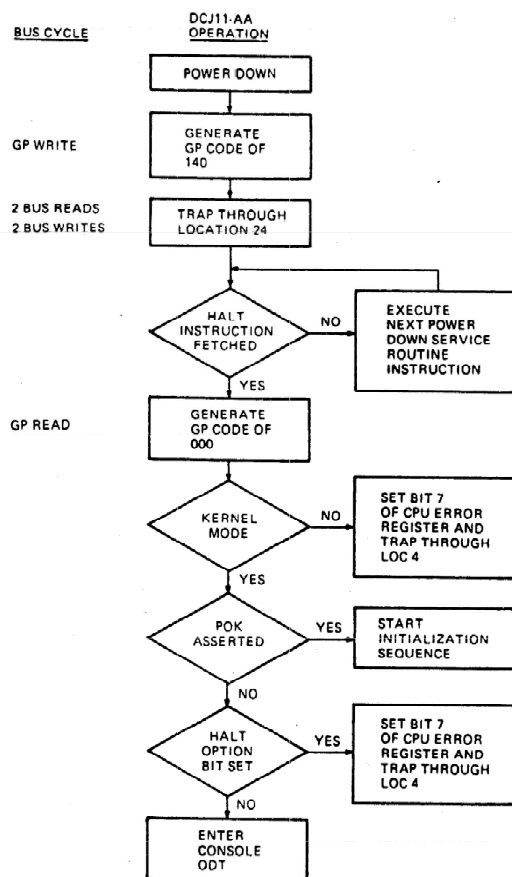 BUS CYCLE
DCJ11-AA
OPERATION
POWER DOWN
GP WRITE
GENERATE
GP CODE OF
140
2 BUS READS
2 BUS WRITES
TRAP THROUGH
LOCATION 24
HALT
INSTRUCTION
FETCHED
NO
EXECUTE
NEXT POWER
DOWN SERVICE
ROUTINE
INSTRUCTION
YES
GP READ
GENERATE
GP CODE OF
000
KERNEL
MODE
NO
SET BIT 7
OF CPU ERROR
REGISTER AND
TRAP THROUGH
LOC 4
YES
POK
ASSERTED
YES
START
INITIALIZATION
SEQUENCE
NO
HALT
OPTION
BIT SET
YES
SET BIT 7
OF CPU ERROR
REGISTER AND
TRAP THROUGH
LOC 4
NO
ENTER
CONSOLE
ODT